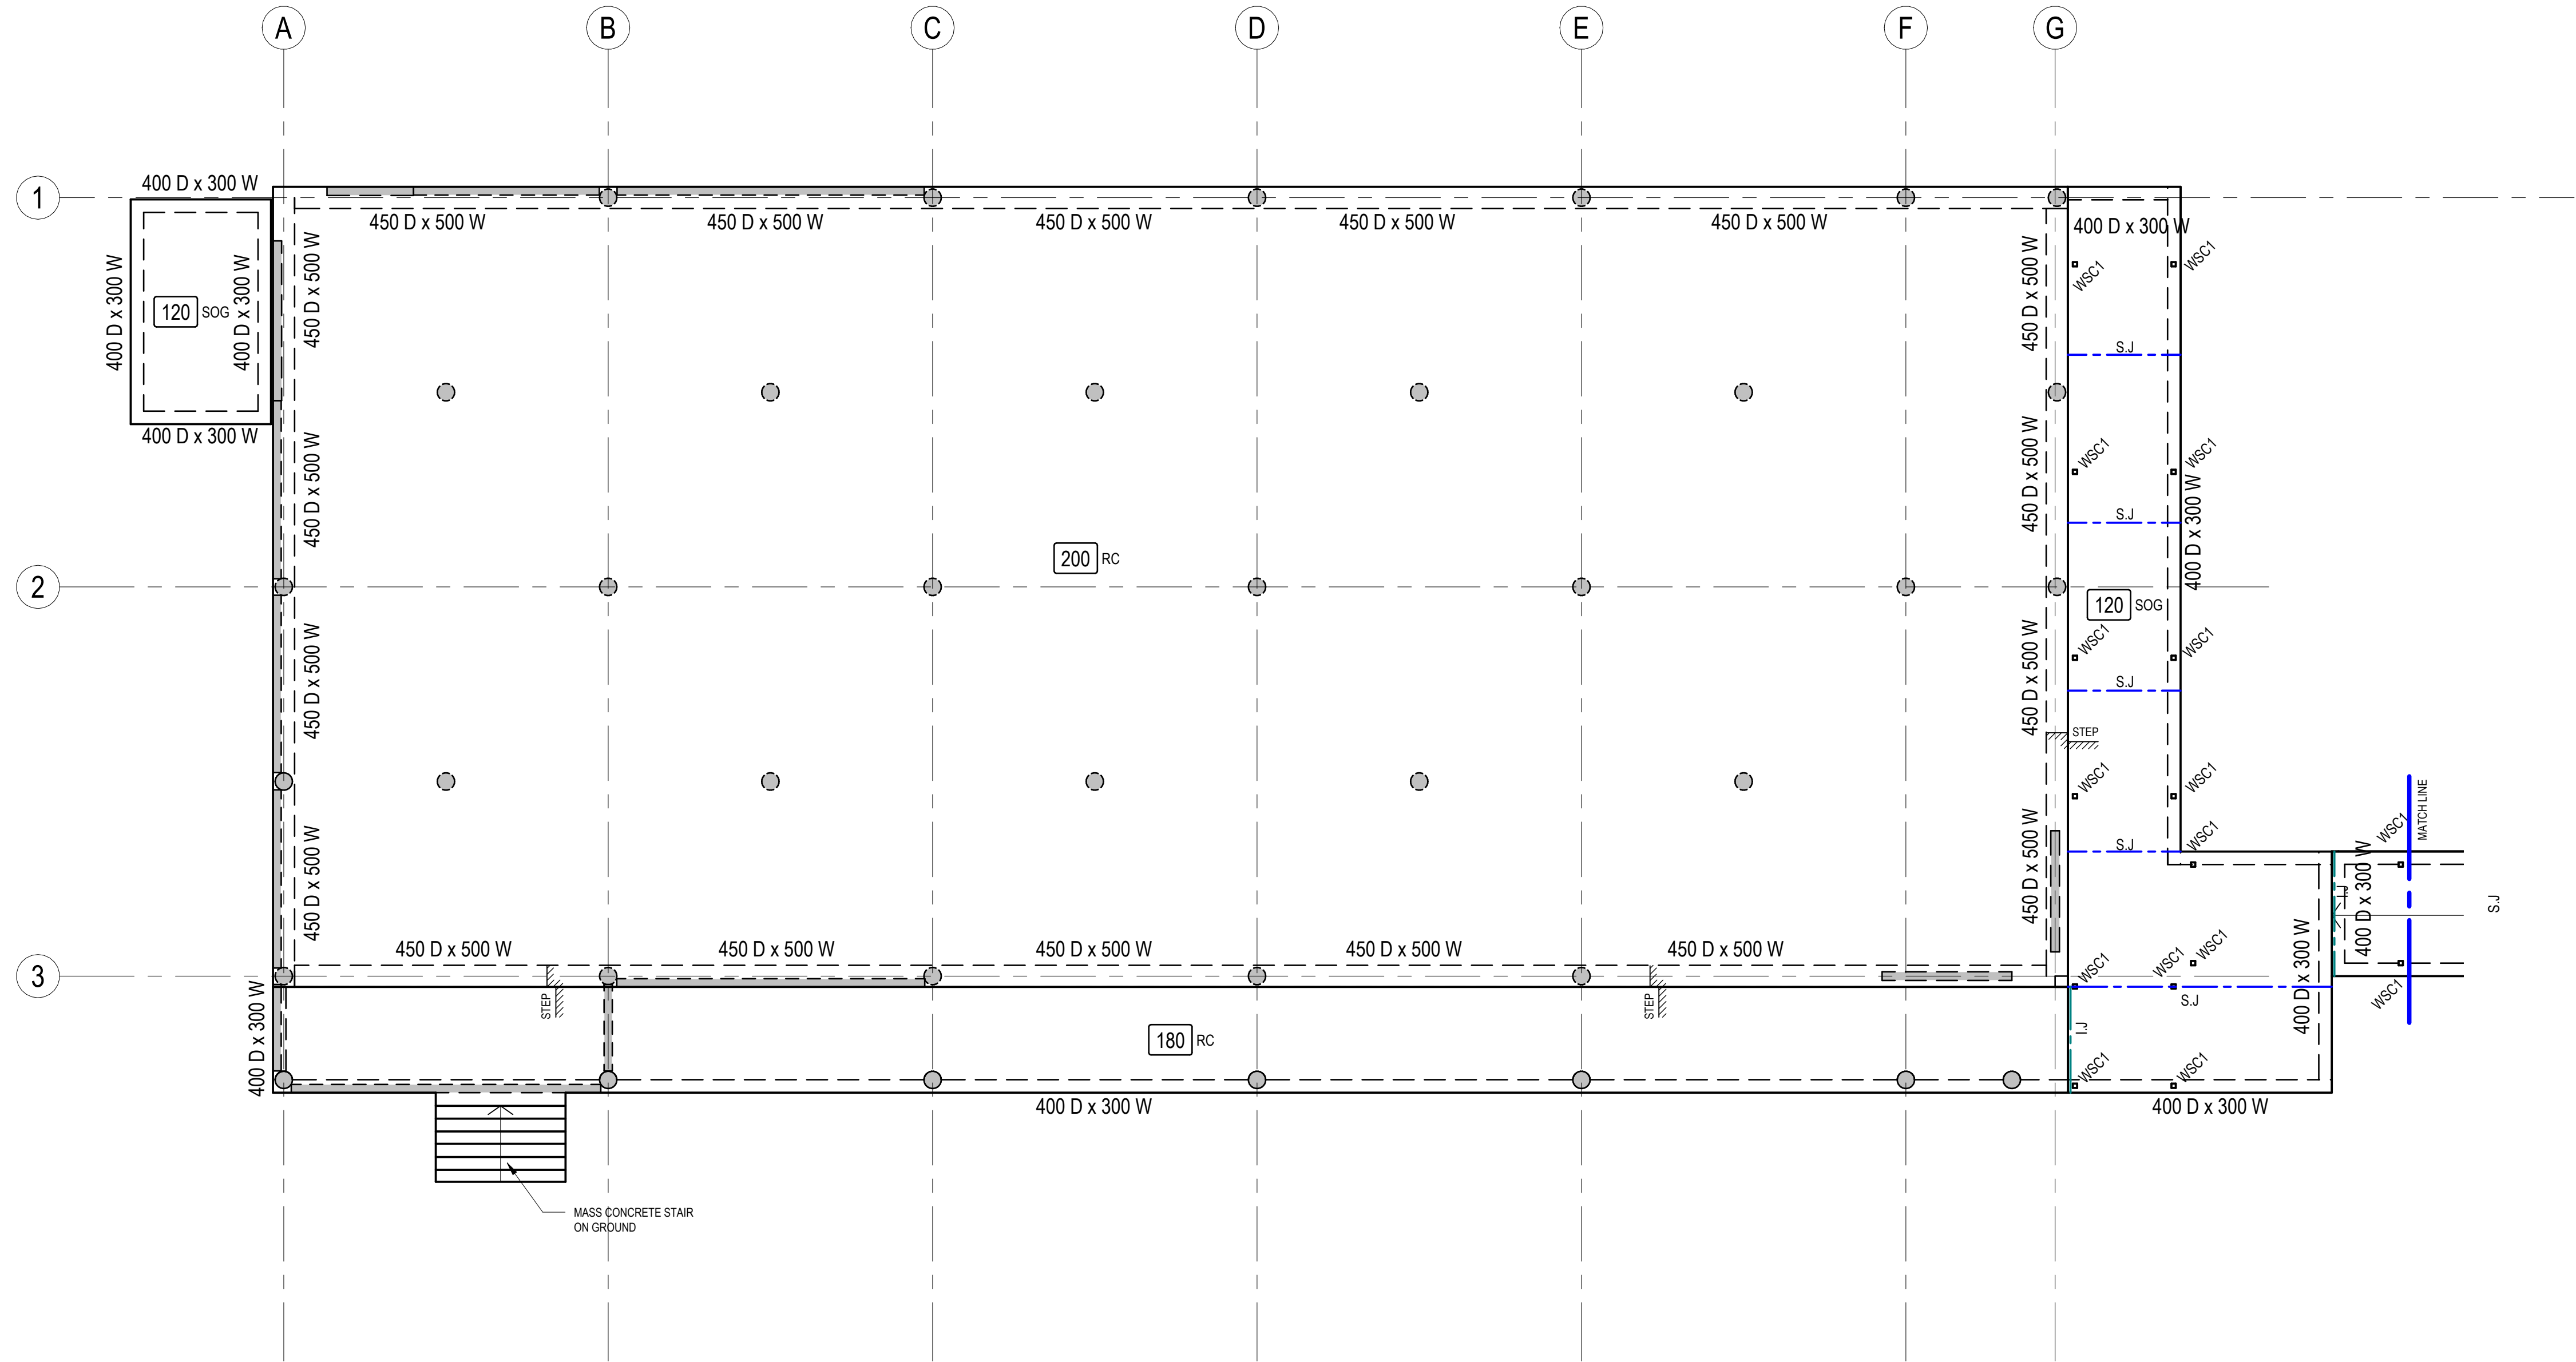 A
B
C
D
E
F
G
1
400 D x 300 W
450 D x 500 W
450 D x 500 W
450 D x 500 W
450 D x 500 W
450 D x 500 W
400 D x 300 W
400 D x 300 W
120 SOG
400 D x 300 W
450 D x 500 W
450 D x 500 W
WSC1
WSC1
S.J
400 D x 300 W
450 D x 500 W
450 D x 500 W
WSC1
WSC1
400 D x 300 W
S.J
200 RC
2
120 SOG
450 D x 500 W
450 D x 500 W
WSC1
WSC1
S.J
STEP
WSC1
WSC1
MATCH LINE
450 D x 500 W
450 D x 500 W
S.J
WSC1
WSC1
I.J
400 D x 300 W
S.J
450 D x 500 W
450 D x 500 W
450 D x 500 W
450 D x 500 W
450 D x 500 W
3
WSC1
WSC1
WSC1
400 D x 300 W
WSC1
400 D x 300 W
STEP
STEP
S.J
I.J
180 RC
WSC1
WSC1
400 D x 300 W
400 D x 300 W
MASS CONCRETE STAIR
ON GROUND